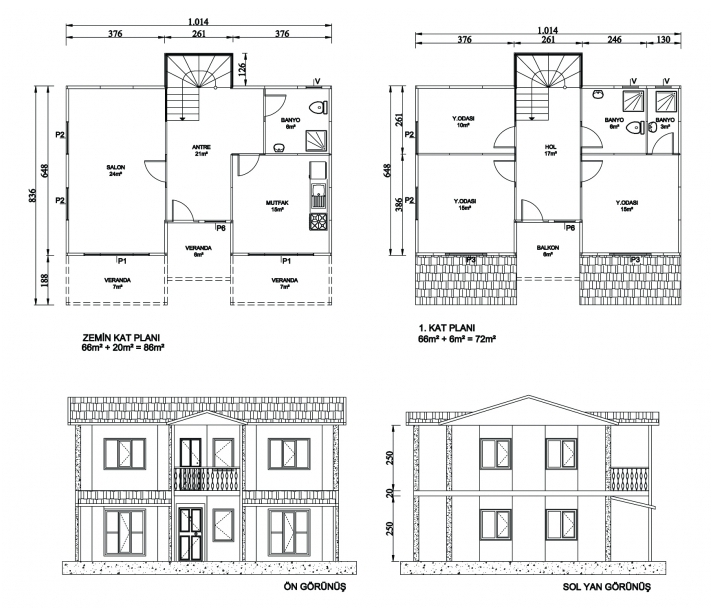 1.014
376 261 376
126
V
BANYO
6m²
P2
ANTRE
21m²
SALON
24m²
836
648
P2
MUTFAK
15m²
P6
VERANDA
6m²
P1
P1
188
VERANDA
7m²
VERANDA
7m²
ZEMİN KAT PLANI
66m² + 20m² = 86m²
1.014
376 261 246 130
V
V
261
Y.ODASI
10m²
BANYO
6m²
BANYO
3m²
P2
HOL
17m²
648
386
P2
Y.ODASI
15m²
Y.ODASI
15m²
P6
BALKON
6m²
P3
P3
1. KAT PLANI
66m² + 6m² = 72m²
ÖN GÖRÜNÜŞ
250
20
250
SOL YAN GÖRÜNÜŞ